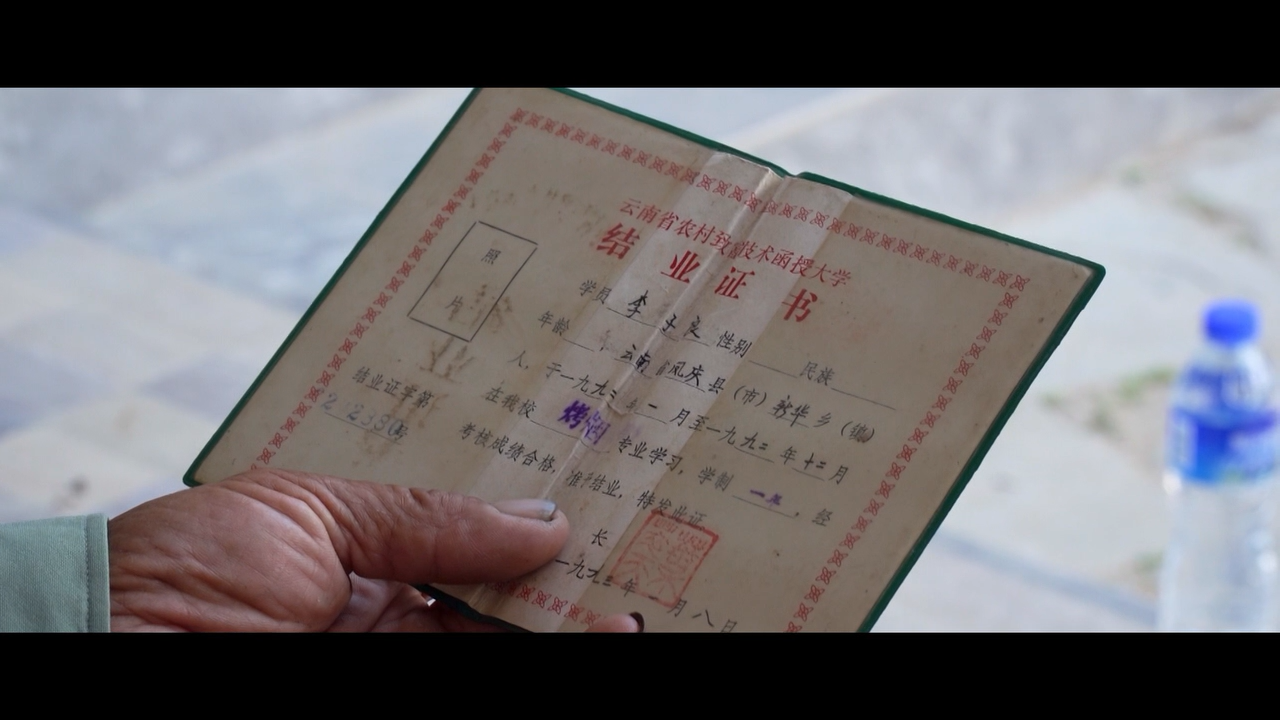 云南省农村致富技术函授大学
结业证书
照
片
学员 李子良 性别 民族
年龄 云南 凤庆县(市)新华乡(镇)
人,于一九九二年一月至一九九二年十二月
在我校 烤烟 专业学习,学制 一年,经
考核成绩合格,准予结业,特发此证
结业证字第
22390号
长
一九九三年一月八日